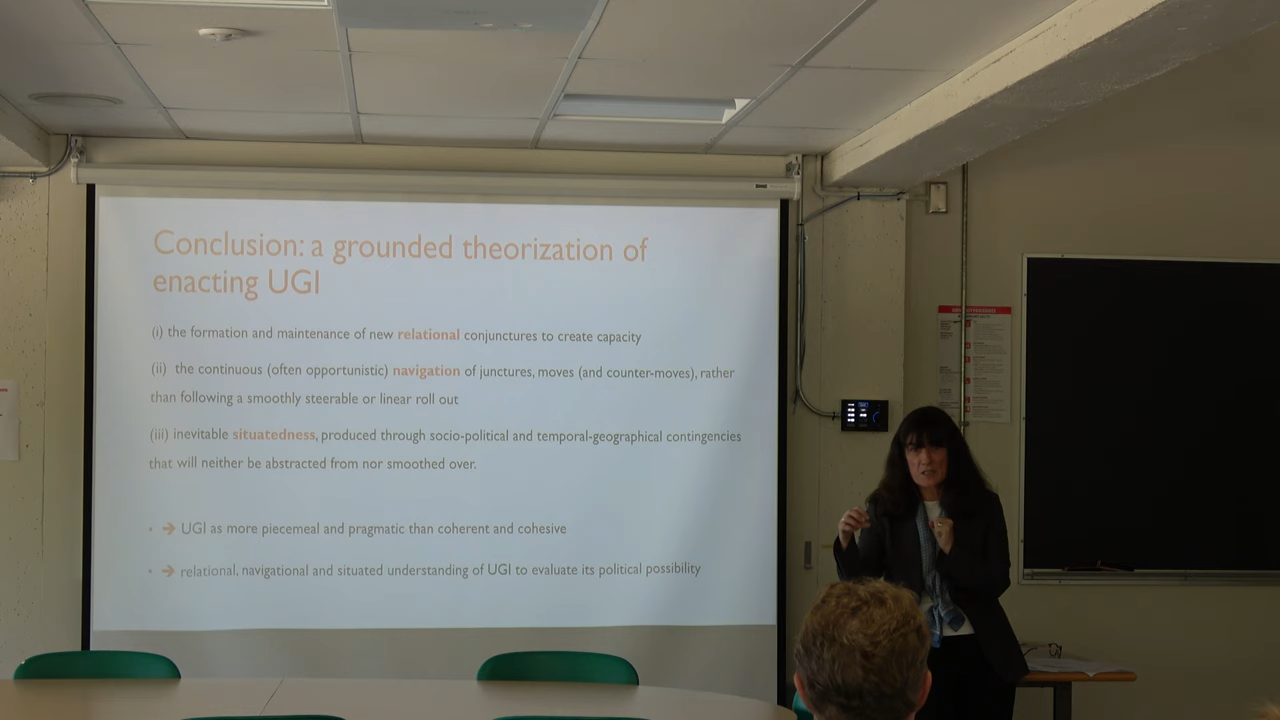 Conclusion: a grounded theorization of
enacting UGI
(i) the formation and maintenance of new relational conjunctures to create capacity
(ii) the continuous (often opportunistic) navigation of junctures, moves (and counter-moves), rather
than following a smoothly steerable or linear roll out
(iii) inevitable situatedness, produced through socio-political and temporal-geographical contingencies
that will neither be abstracted from nor smoothed over.
• → UGI as more piecemeal and pragmatic than coherent and cohesive
• → relational, navigational and situated understanding of UGI to evaluate its political possibility